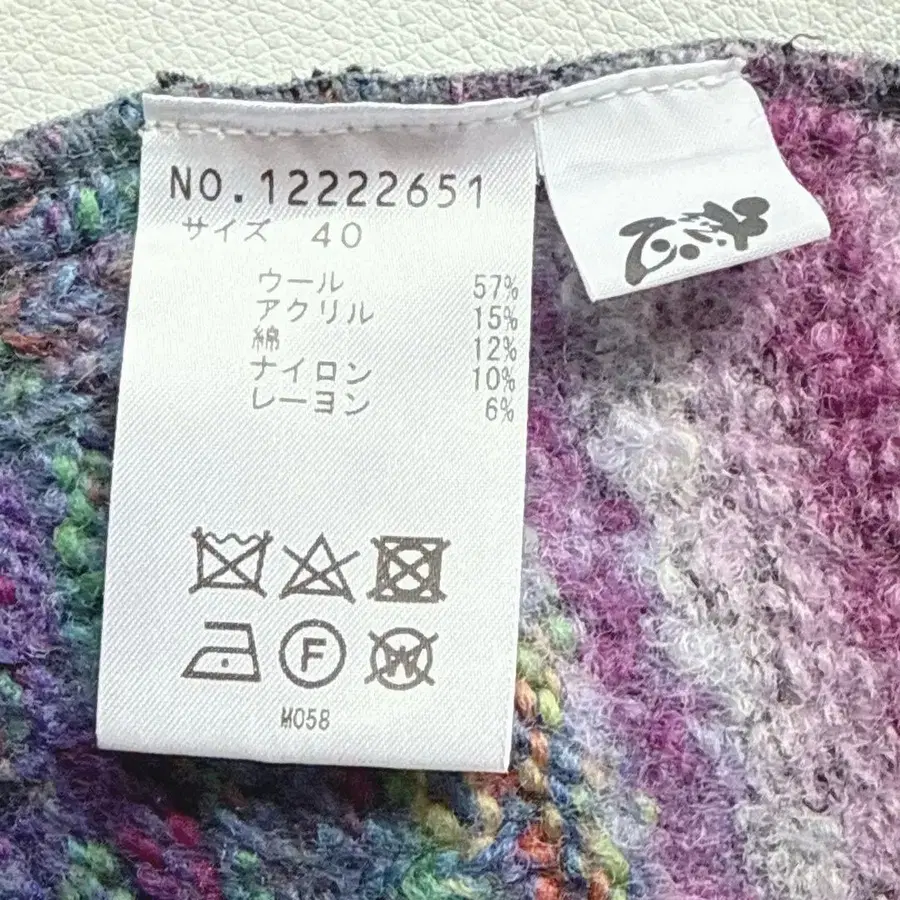 NO.12222651
サイズ 40
ウール 57%
アクリル 15%
綿 12%
ナイロン 10%
レーヨン 6%
F
W
M058